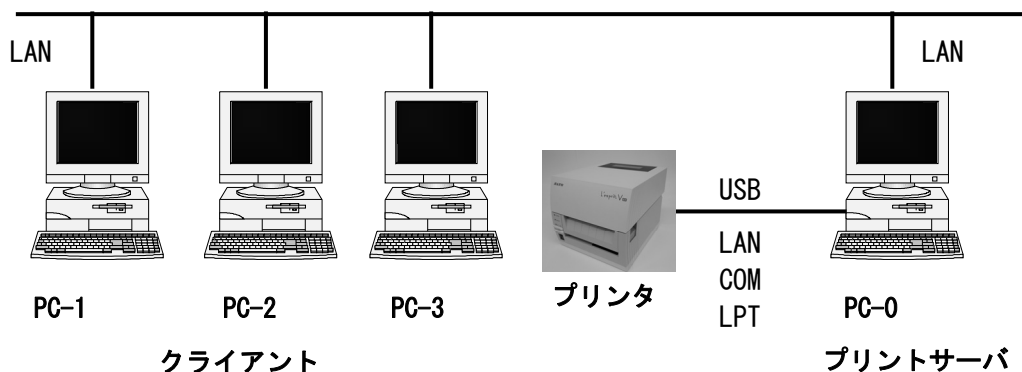 LAN
LAN
USB
LAN
COM
LPT
プリンタ
PC-1
PC-2
PC-3
PC-0
クライアント
プリントサーバ